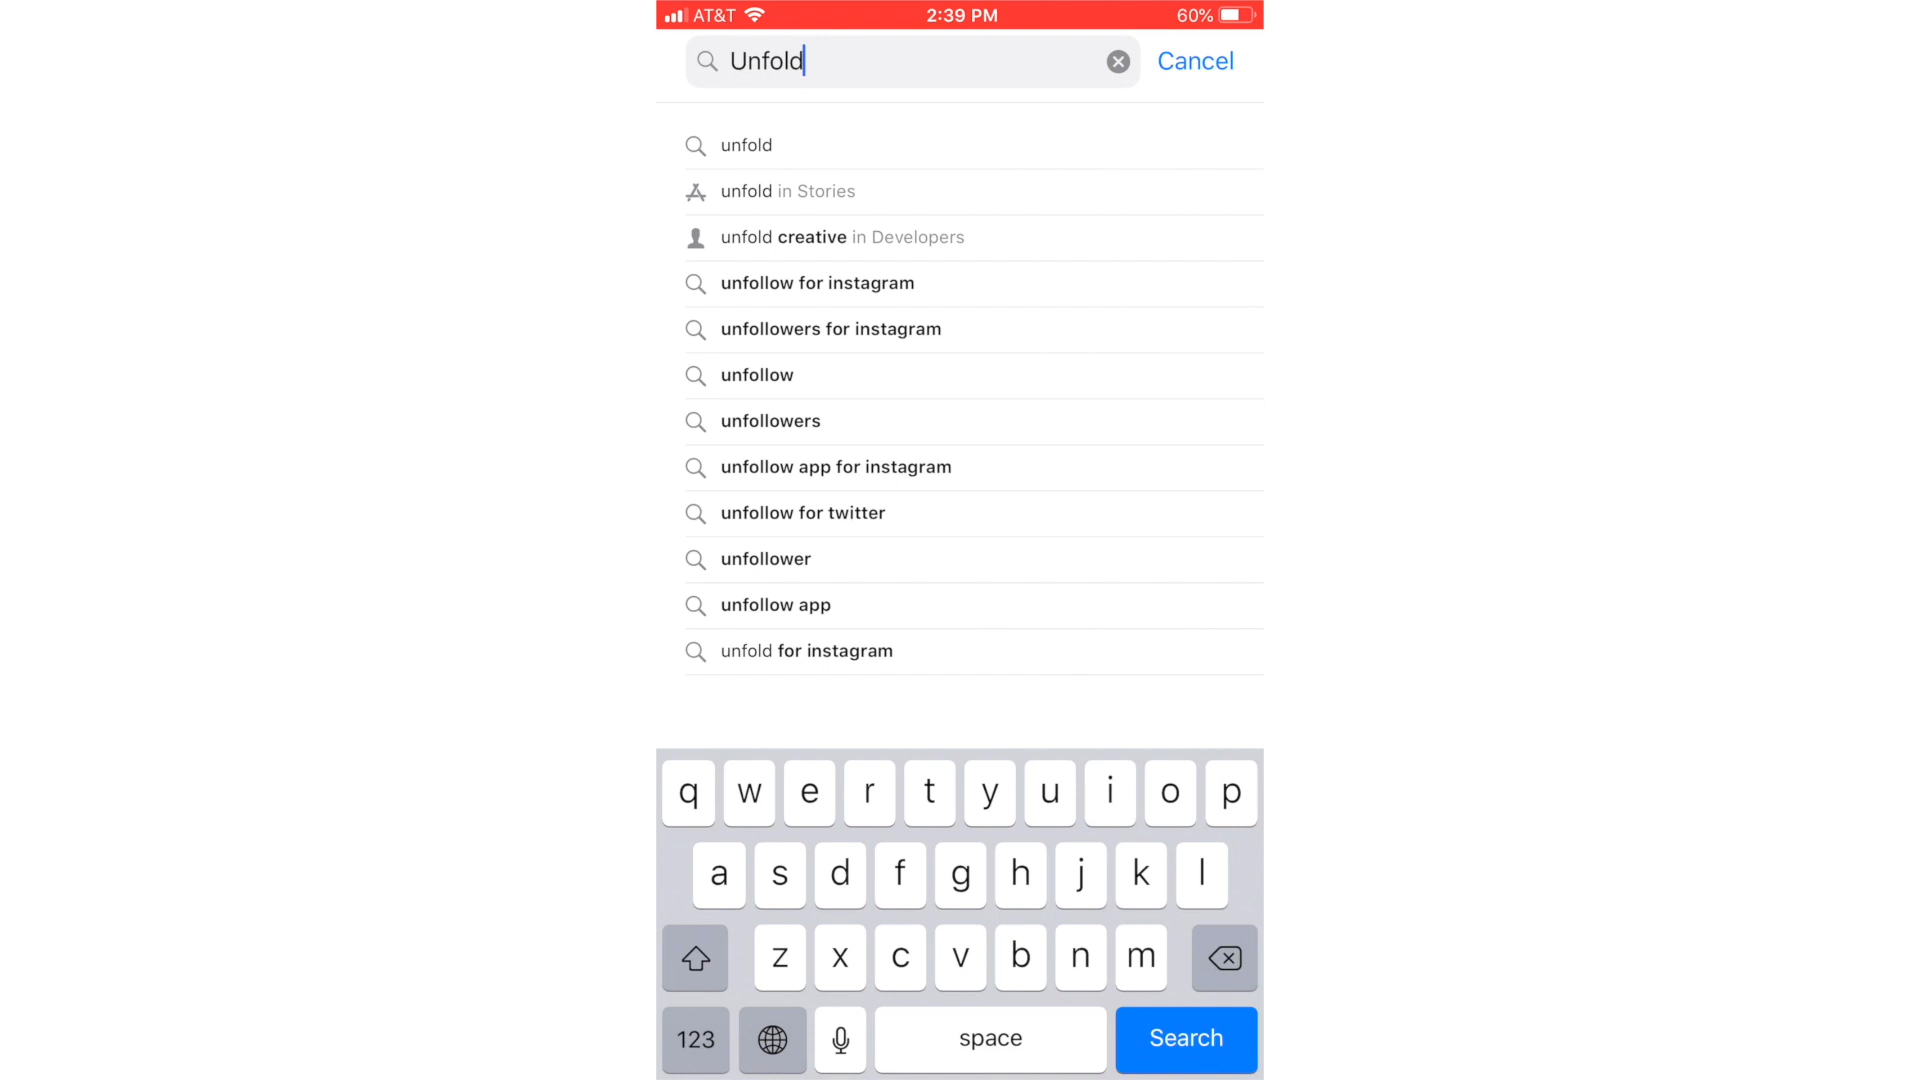 AT&T 2:39 PM 60%
Unfold Cancel
unfold
unfold in Stories
unfold creative in Developers
unfollow for instagram
unfollowers for instagram
unfollow
unfollowers
unfollow app for instagram
unfollow for twitter
unfollower
unfollow app
unfold for instagram
q w e r t y u i o p
a s d f g h j k l
z x c v b n m
123 space Search